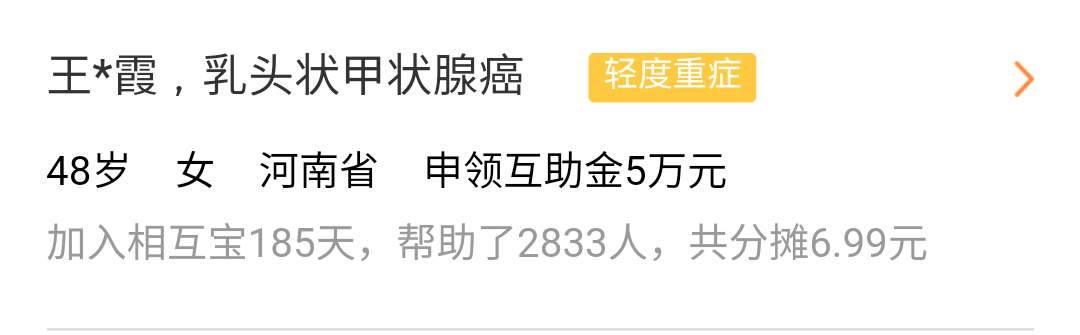 王*霞，乳头状甲状腺癌 轻度重症
48岁 女 河南省 申领互助金5万元
加入相互宝185天，帮助了2833人，共分摊6.99元